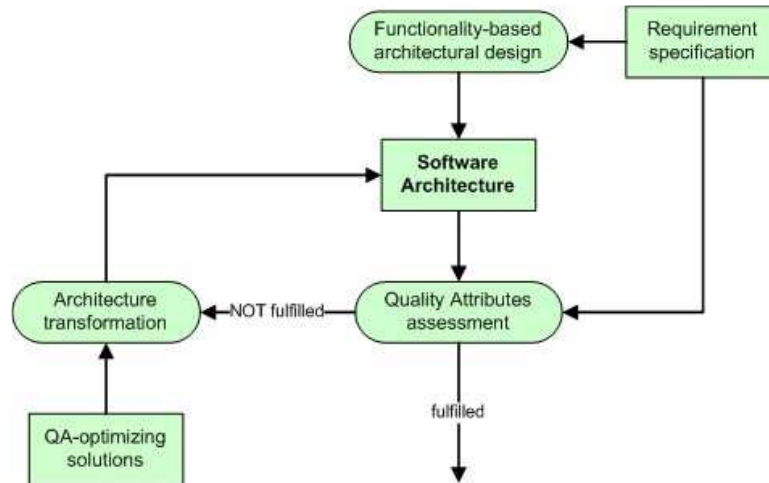 Functionality-based
architectural design
Requirement
specification
Software
Architecture
Architecture
transformation
NOT fulfilled
Quality Attributes
assessment
fulfilled
QA-optimizing
solutions